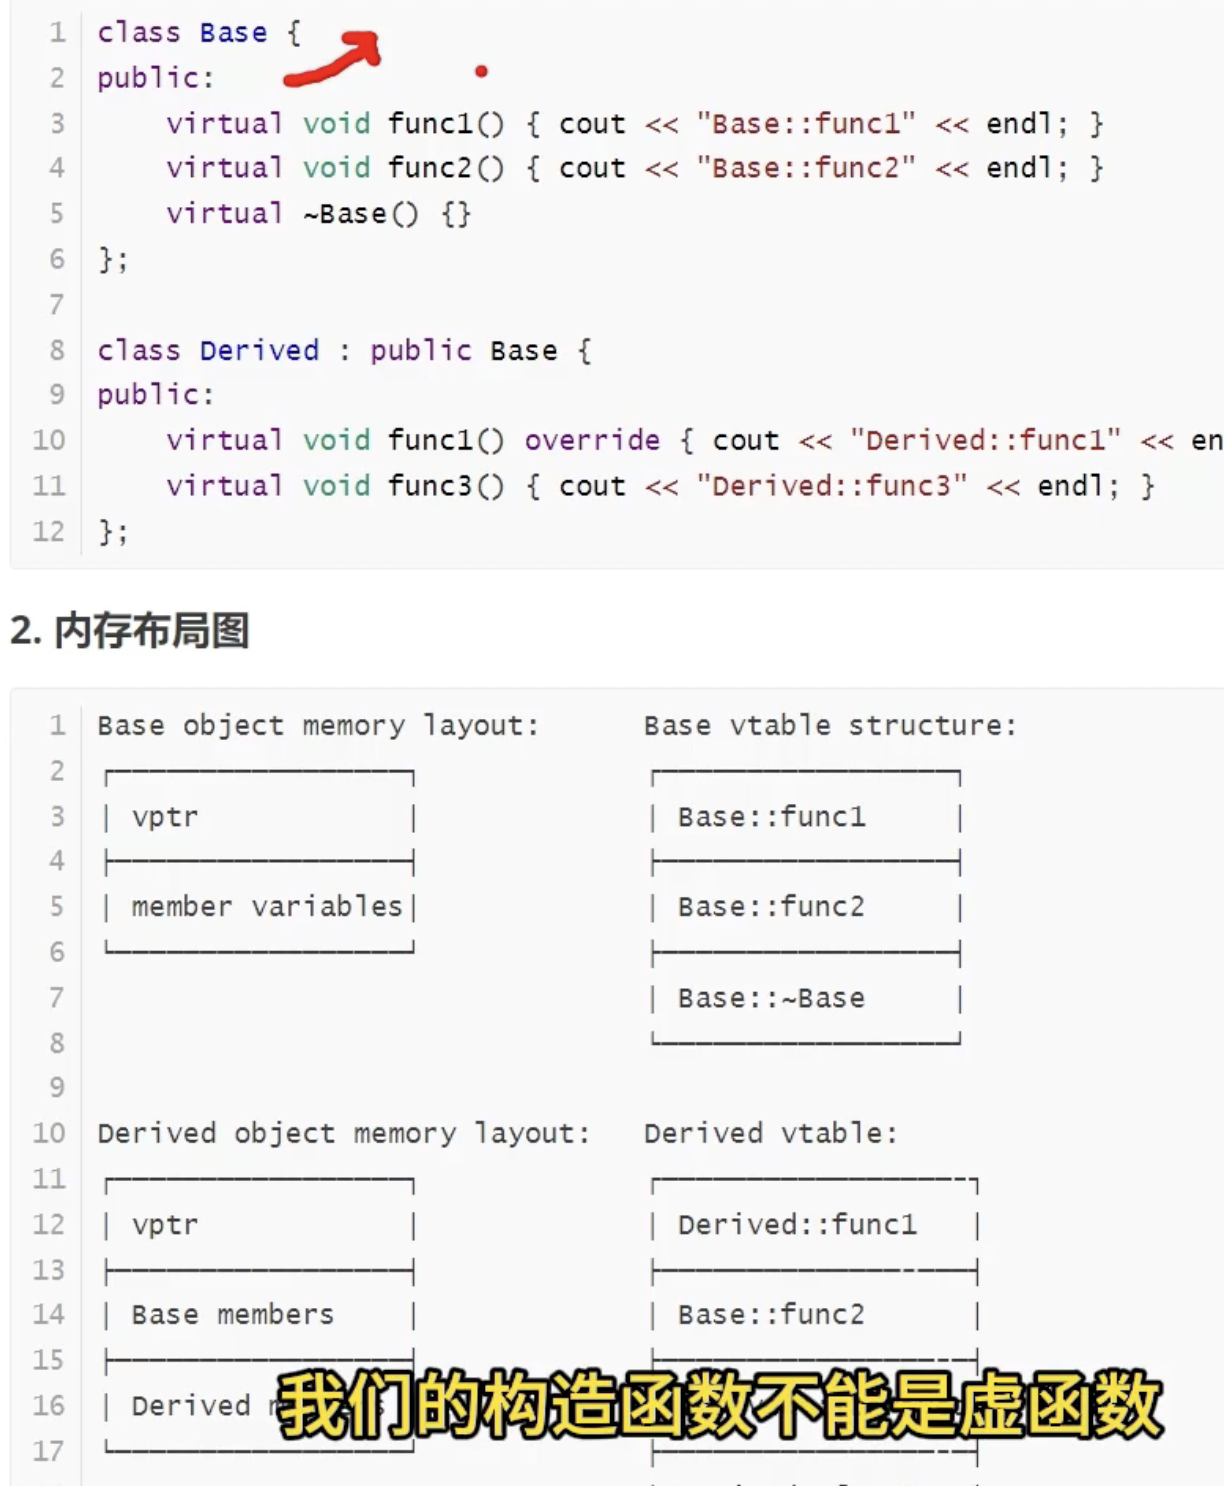 1 class Base {
2 public:
3 virtual void func1() { cout << "Base::func1" << endl; }
4 virtual void func2() { cout << "Base::func2" << endl; }
5 virtual ~Base() {}
6 };
7
8 class Derived : public Base {
9 public:
10 virtual void func1() override { cout << "Derived::func1" << en
11 virtual void func3() { cout << "Derived::func3" << endl; }
12 };
2. 内存布局图
1 Base object memory layout: Base vtable structure:
2
3 | vptr | | Base::func1 |
4
5 | member variables| | Base::func2 |
6
7 | Base::~Base |
8
9
10 Derived object memory layout: Derived vtable:
11
12 | vptr | | Derived::func1 |
13
14 | Base members | | Base::func2 |
15
16 | Derived
17
我们的构造函数不能是虚函数